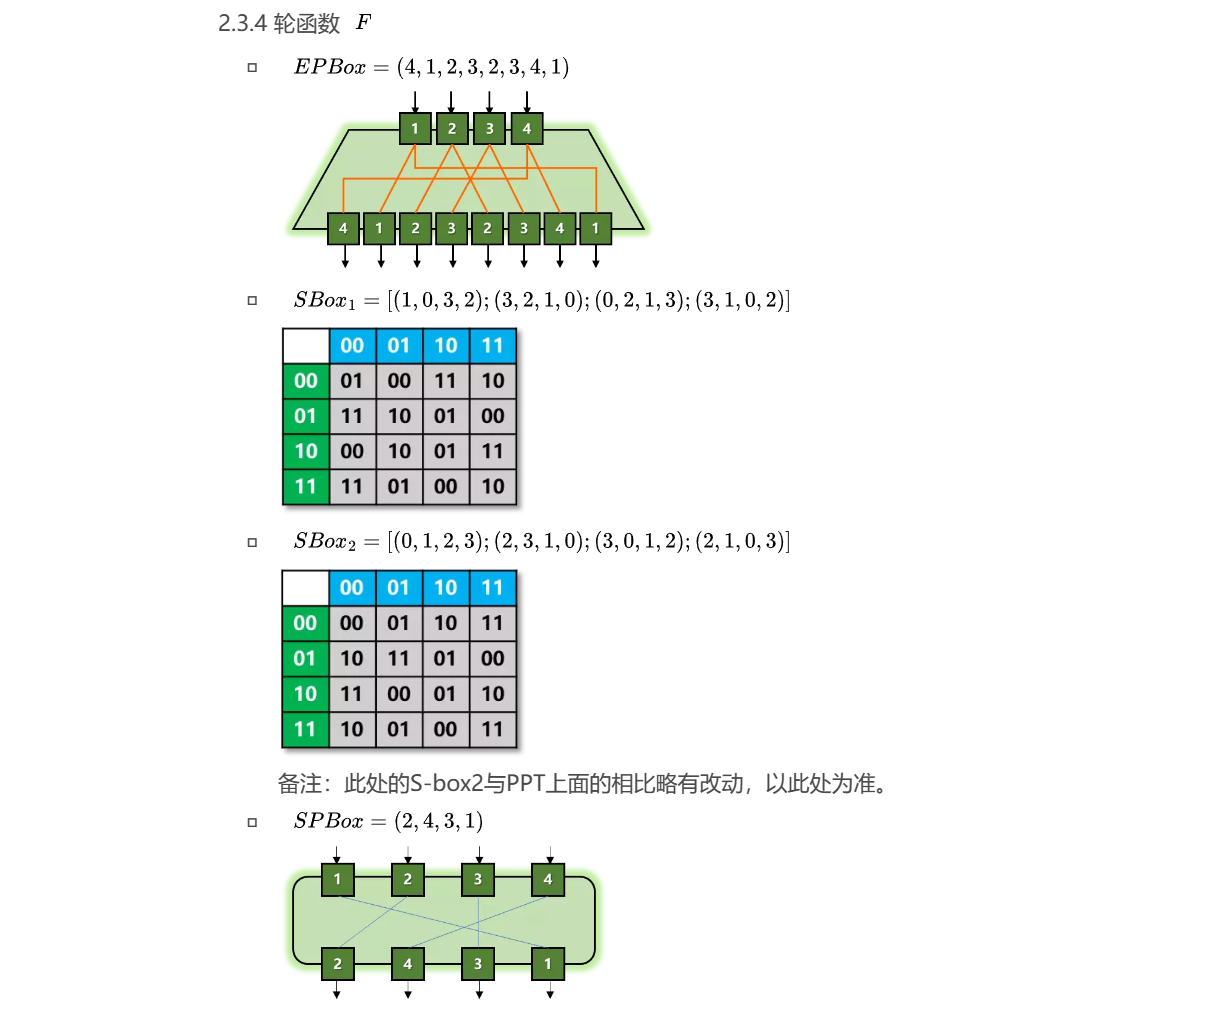 2.3.4 轮函数 F
EPBox = (4, 1, 2, 3, 2, 3, 4, 1)
1 2 3 4
4 1 2 3 2 3 4 1
SBox₁ = [(1, 0, 3, 2); (3, 2, 1, 0); (0, 2, 1, 3); (3, 1, 0, 2)]
00 01 10 11
00 01 00 11 10
01 11 10 01 00
10 00 10 01 11
11 11 01 00 10
SBox₂ = [(0, 1, 2, 3); (2, 3, 1, 0); (3, 0, 1, 2); (2, 1, 0, 3)]
00 01 10 11
00 00 01 10 11
01 10 11 01 00
10 11 00 01 10
11 10 01 00 11
备注：此处的S-box2与PPT上面的相比略有改动，以此处为准。
SPBox = (2, 4, 3, 1)
1 2 3 4
2 4 3 1